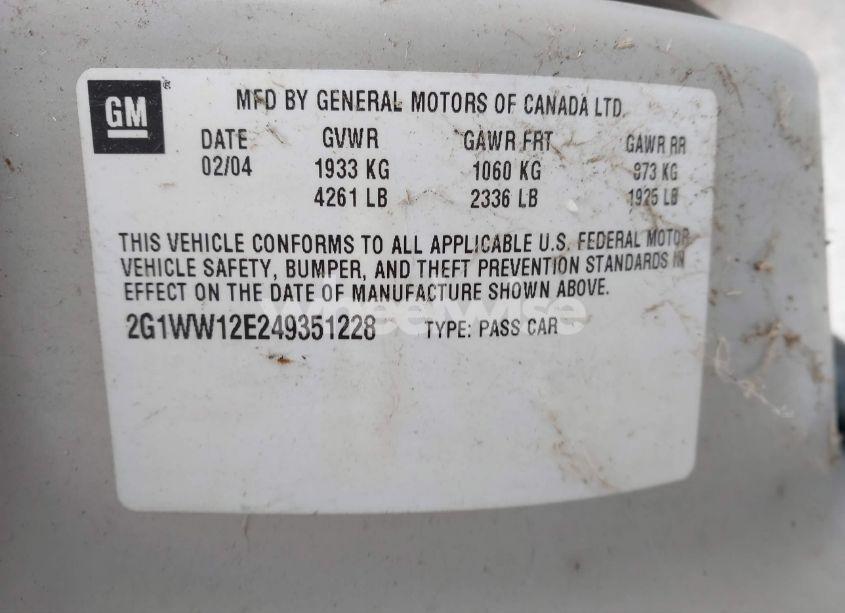 GM ®
MFD BY GENERAL MOTORS OF CANADA LTD.
DATE GVWR GAWR FRT GAWR RR
02/04 1933 KG 1060 KG 873 KG
4261 LB 2336 LB 1925 LB
THIS VEHICLE CONFORMS TO ALL APPLICABLE U.S. FEDERAL MOTOR
VEHICLE SAFETY, BUMPER, AND THEFT PREVENTION STANDARDS IN
EFFECT ON THE DATE OF MANUFACTURE SHOWN ABOVE.
2G1WW12E249351228 TYPE: PASS CAR
WheelWise